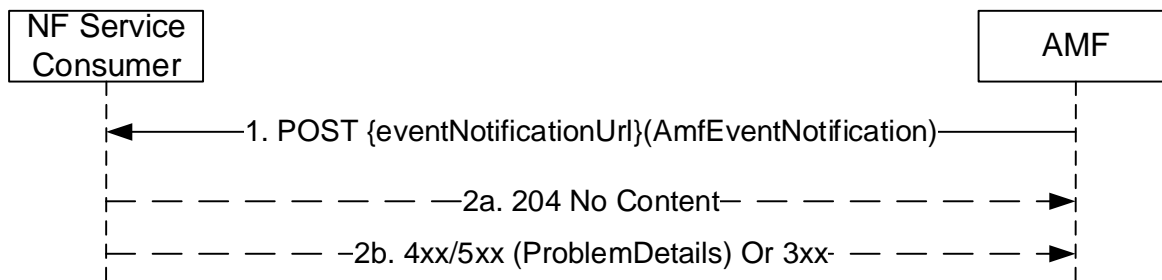 NF Service
Consumer
AMF
1. POST {eventNotificationUrl}(AmfEventNotification)
2a. 204 No Content
2b. 4xx/5xx (ProblemDetails) Or 3xx